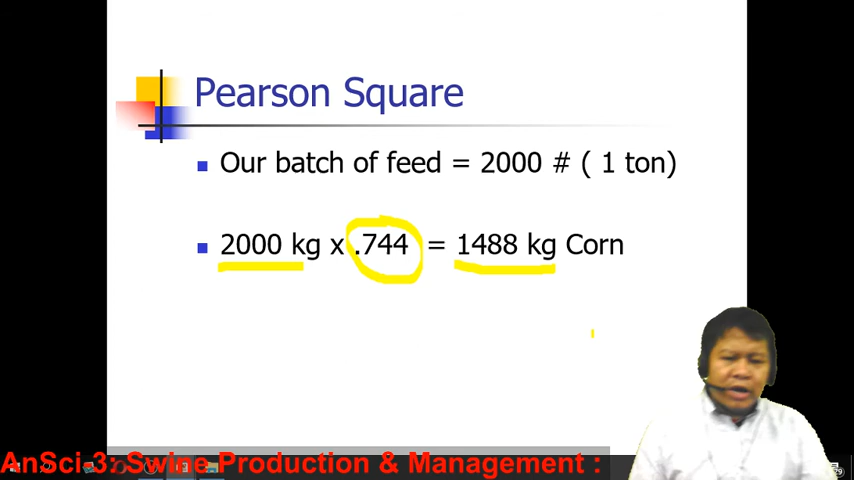 Pearson Square
Our batch of feed = 2000 # ( 1 ton)
2000 kg x .744 = 1488 kg Corn
AnSci-3: Swine Production & Management :